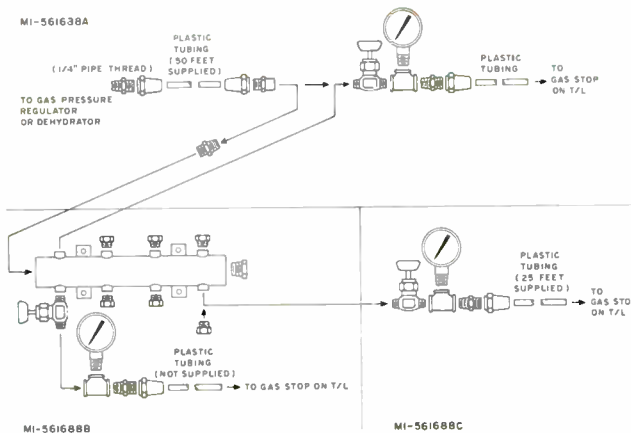 MI-561638A
PLASTIC
TUBING
(50 FEET
SUPPLIED)
(1/4" PIPE THREAD)
TO GAS PRESSURE
REGULATOR
OR DEHYDRATOR
PLASTIC
TUBING
TO
GAS STOP
ON T/L
PLASTIC
TUBING
(NOT SUPPLIED)
TO GAS STOP ON T/L
MI-561688B
PLASTIC
TUBING
(25 FEET
SUPPLIED)
TO
GAS STO
ON T/L
MI-561688C